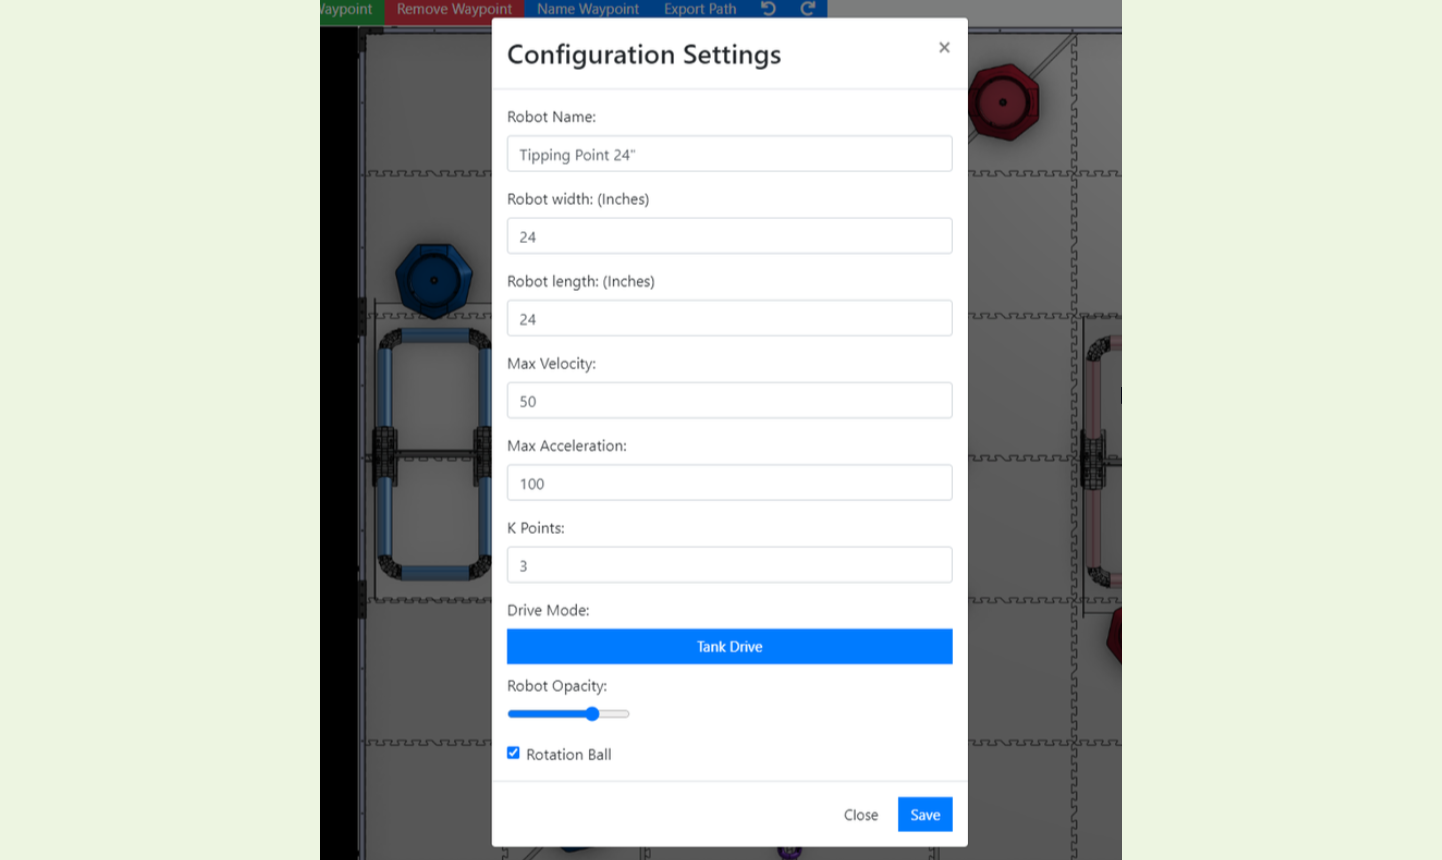 Waypoint Remove Waypoint Name Waypoint Export Path
Configuration Settings ×
Robot Name:
Tipping Point 24"
Robot width: (Inches)
24
Robot length: (Inches)
24
Max Velocity:
50
Max Acceleration:
100
K Points:
3
Drive Mode:
Tank Drive
Robot Opacity:
Rotation Ball
Close Save